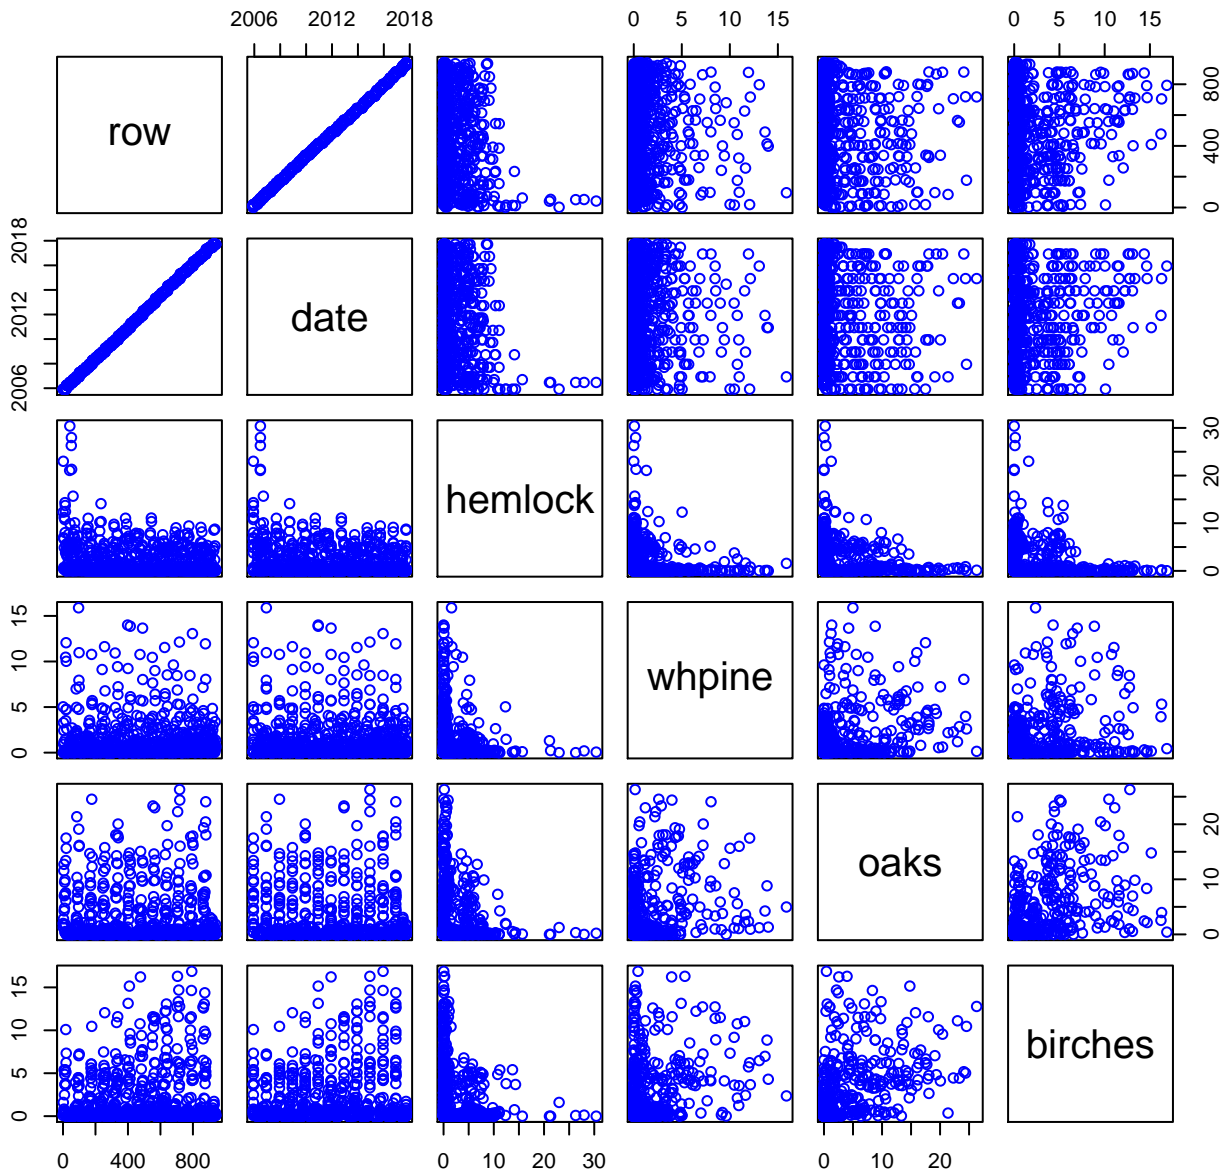 2006 2012 2018 0 5 10 15 0 5 10 15
row 0 400 800
2006 2012 2018 date
hemlock 0 10 20 30
0 5 10 15 whpine
oaks 0 10 20
0 5 10 15 birches
0 400 800 0 10 20 30 0 10 20